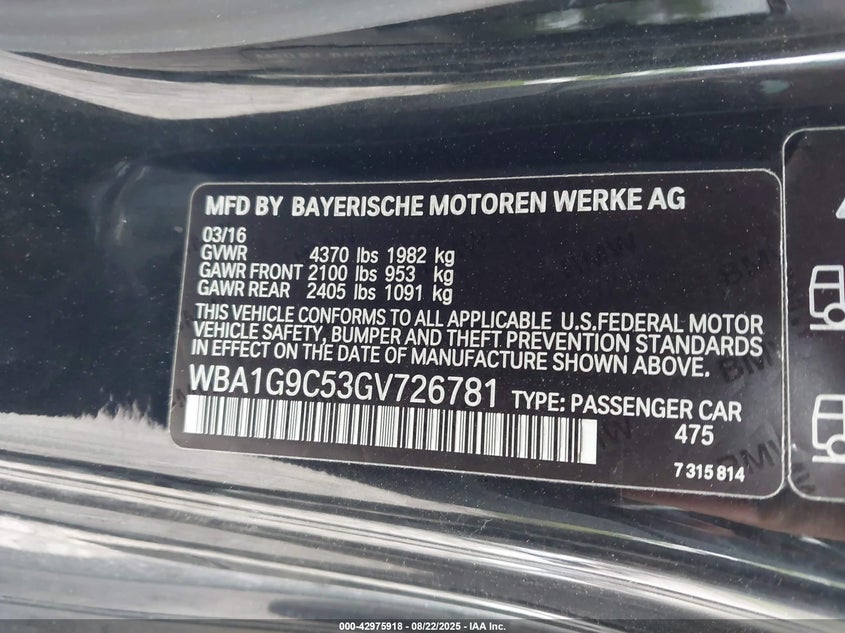 MFD BY BAYERISCHE MOTOREN WERKE AG
03/16
GVWR 4370 lbs 1982 kg
GAWR FRONT 2100 lbs 953 kg
GAWR REAR 2405 lbs 1091 kg
THIS VEHICLE CONFORMS TO ALL APPLICABLE U.S.FEDERAL MOTOR
VEHICLE SAFETY, BUMPER AND THEFT PREVENTION STANDARDS
IN EFFECT ON THE DATE OF MANUFACTURE SHOWN ABOVE.
WBA1G9C53GV726781 TYPE: PASSENGER CAR
475
7 315 814
000-42975918 - 08/22/2025 - IAA Inc.